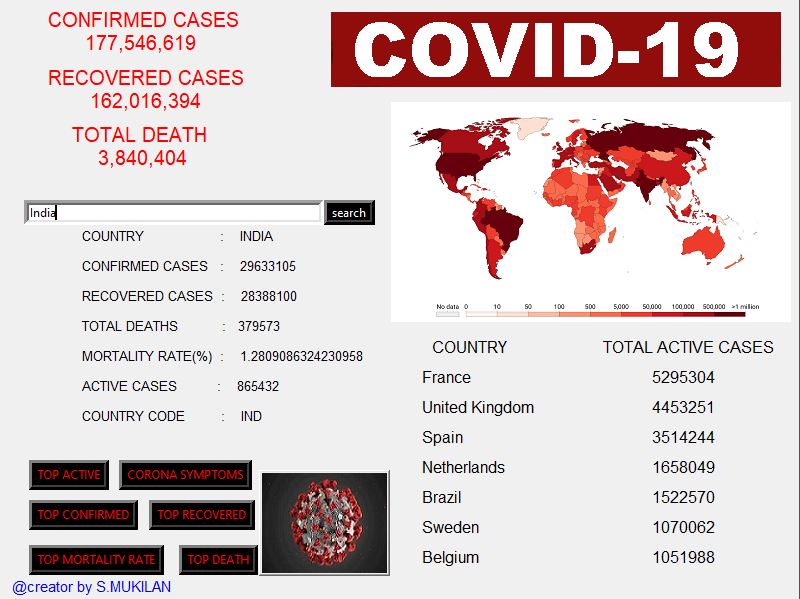 CONFIRMED CASES
177,546,619
RECOVERED CASES
162,016,394
TOTAL DEATH
3,840,404
COVID-19
India search
COUNTRY : INDIA
CONFIRMED CASES : 29633105
RECOVERED CASES : 28388100
TOTAL DEATHS : 379573
MORTALITY RATE(%) : 1.2809086324230958
ACTIVE CASES : 865432
COUNTRY CODE : IND
No data 0 10 50 100 500 5,000 50,000 100,000 500,000 >1 million
COUNTRY TOTAL ACTIVE CASES
France 5295304
United Kingdom 4453251
Spain 3514244
Netherlands 1658049
Brazil 1522570
Sweden 1070062
Belgium 1051988
TOP ACTIVE CORONA SYMPTOMS
TOP CONFIRMED TOP RECOVERED
TOP MORTALITY RATE TOP DEATH
@creator by S.MUKILAN